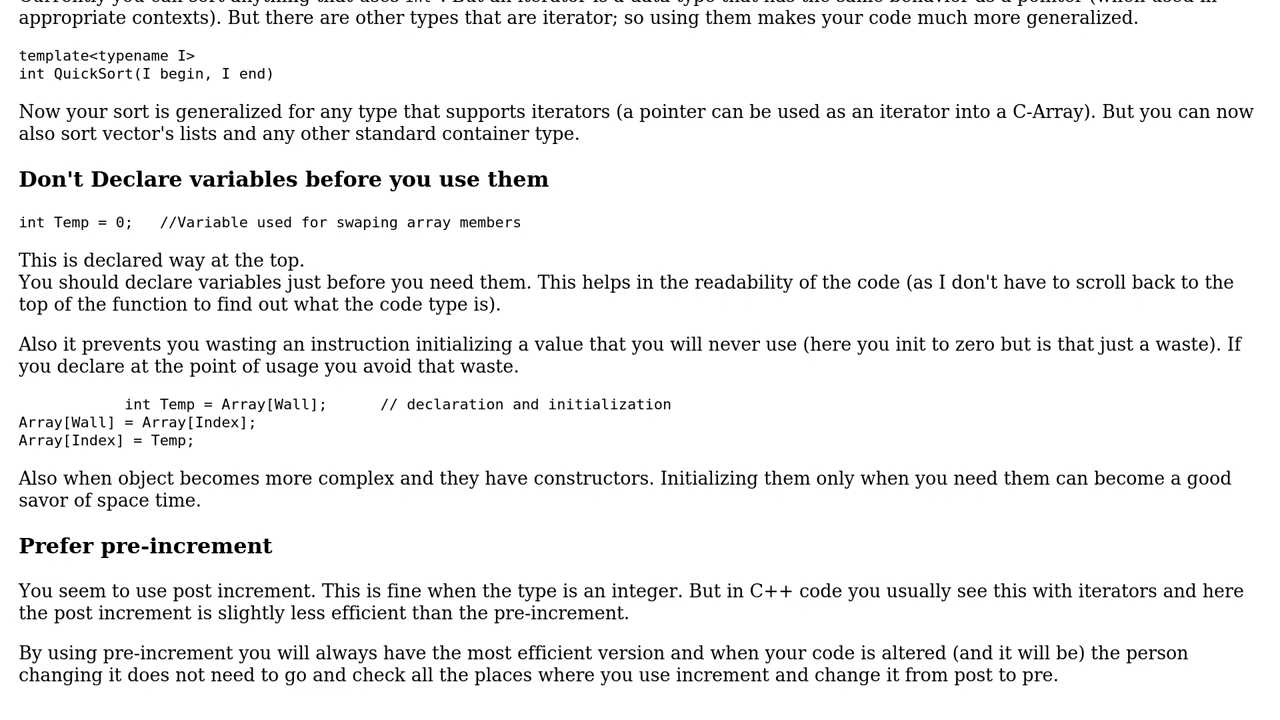 appropriate contexts). But there are other types that are iterator; so using them makes your code much more generalized.
template<typename I>
int QuickSort(I begin, I end)
Now your sort is generalized for any type that supports iterators (a pointer can be used as an iterator into a C-Array). But you can now
also sort vector's lists and any other standard container type.
Don't Declare variables before you use them
int Temp = 0;   //Variable used for swaping array members
This is declared way at the top.
You should declare variables just before you need them. This helps in the readability of the code (as I don't have to scroll back to the
top of the function to find out what the code type is).
Also it prevents you wasting an instruction initializing a value that you will never use (here you init to zero but is that just a waste). If
you declare at the point of usage you avoid that waste.
            int Temp = Array[Wall];      // declaration and initialization
Array[Wall] = Array[Index];
Array[Index] = Temp;
Also when object becomes more complex and they have constructors. Initializing them only when you need them can become a good
savor of space time.
Prefer pre-increment
You seem to use post increment. This is fine when the type is an integer. But in C++ code you usually see this with iterators and here
the post increment is slightly less efficient than the pre-increment.
By using pre-increment you will always have the most efficient version and when your code is altered (and it will be) the person
changing it does not need to go and check all the places where you use increment and change it from post to pre.